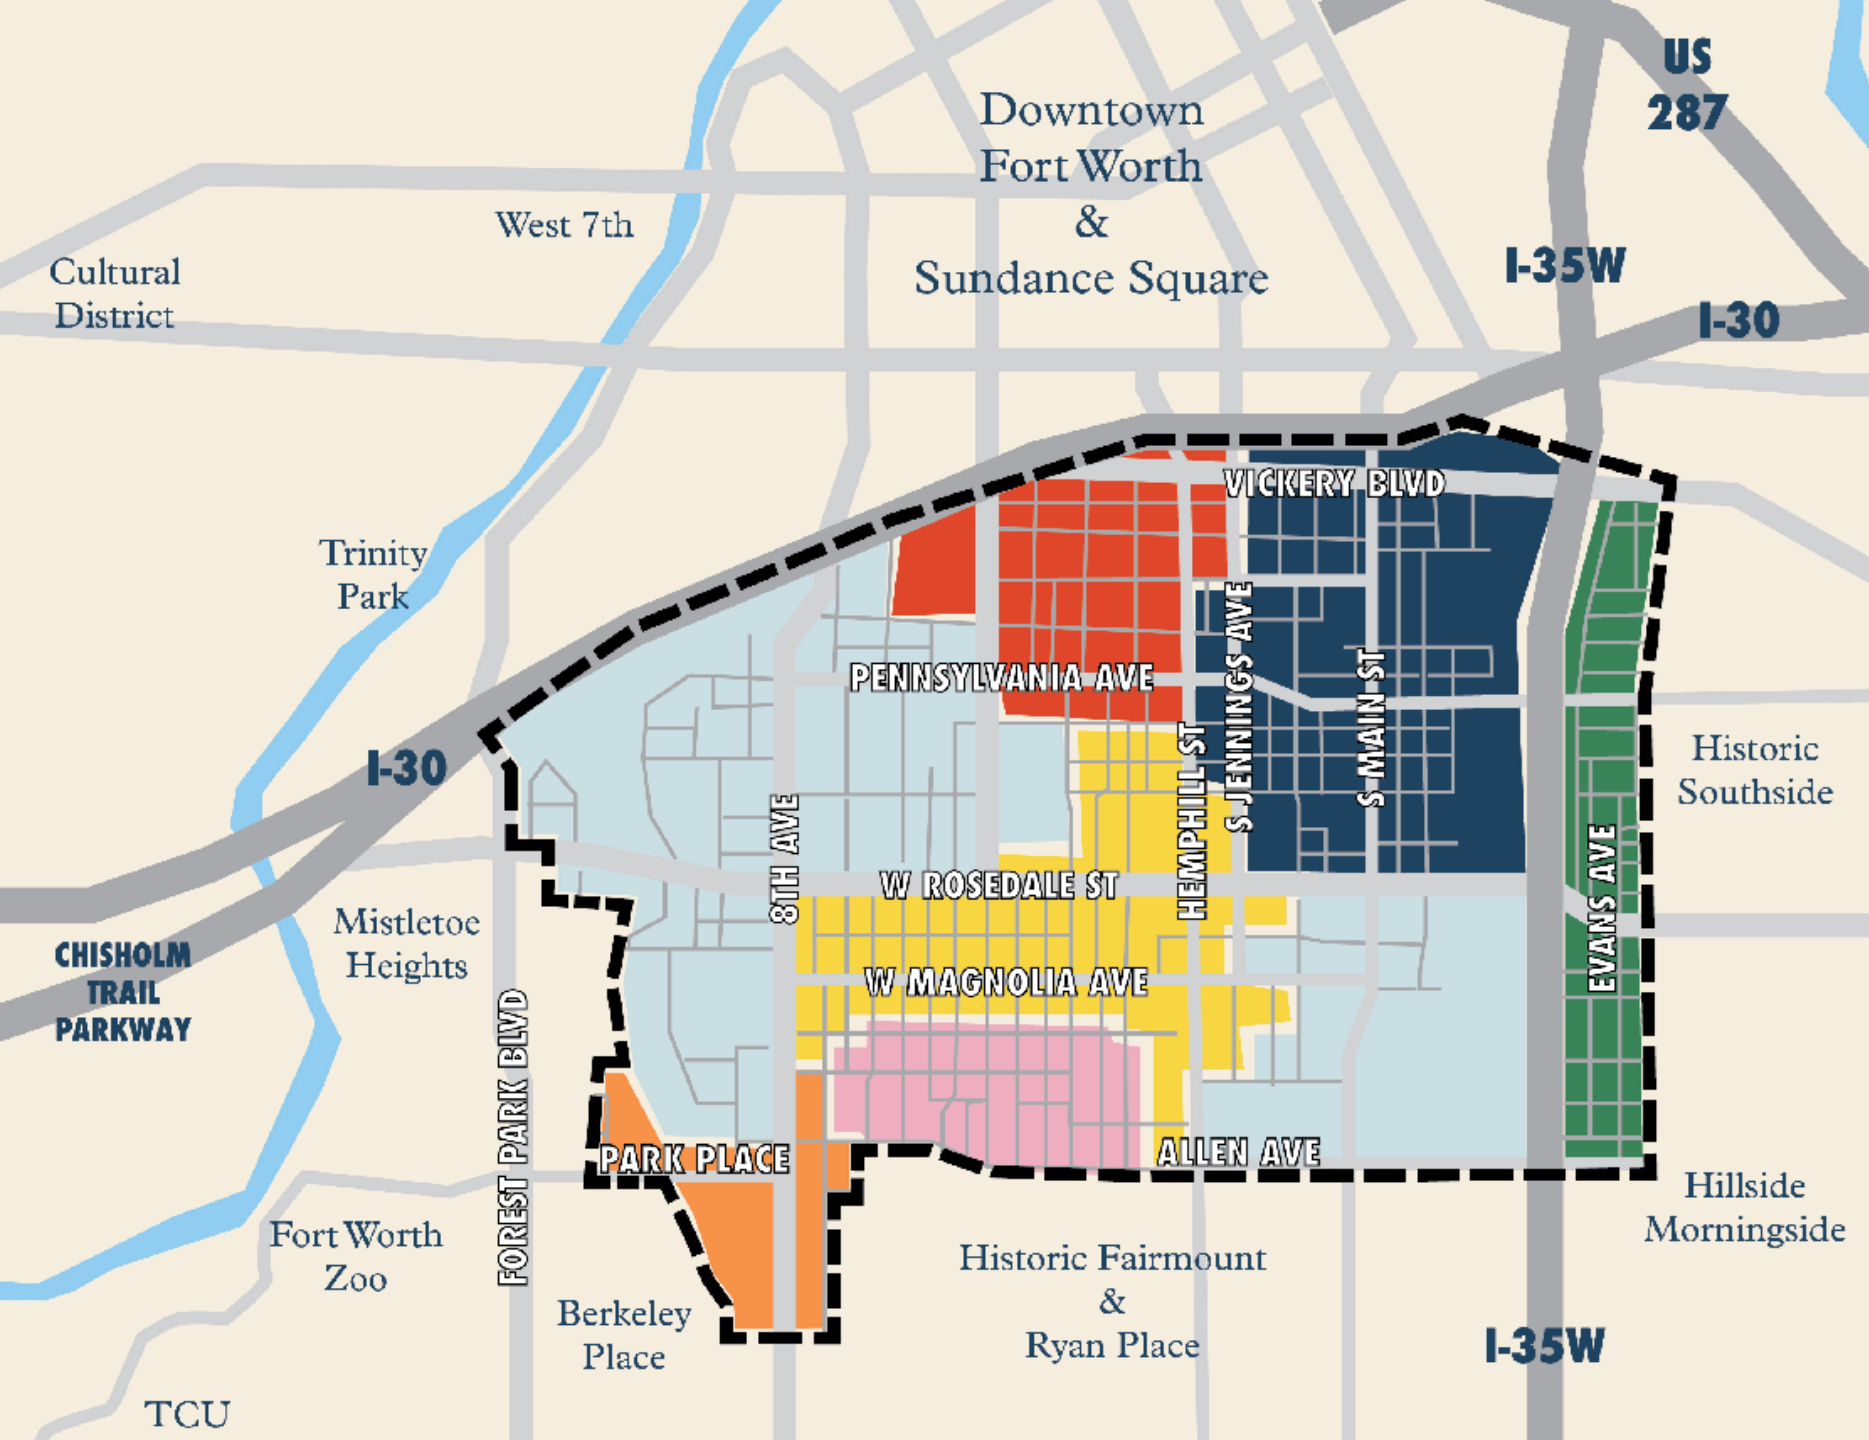 US
287
Downtown
Fort Worth
&
Sundance Square
West 7th
Cultural
District
I-35W
I-30
VICKERY BLVD
Trinity
Park
S JENNINGS AVE
PENNSYLVANIA AVE
S MAIN ST
HEMPHILL ST
I-30
Historic
Southside
8TH AVE
EVANS AVE
W ROSEDALE ST
Mistletoe
Heights
CHISHOLM
TRAIL
PARKWAY
W MAGNOLIA AVE
FOREST PARK BLVD
PARK PLACE
ALLEN AVE
Hillside
Morningside
Fort Worth
Zoo
Historic Fairmount
&
Ryan Place
Berkeley
Place
I-35W
TCU